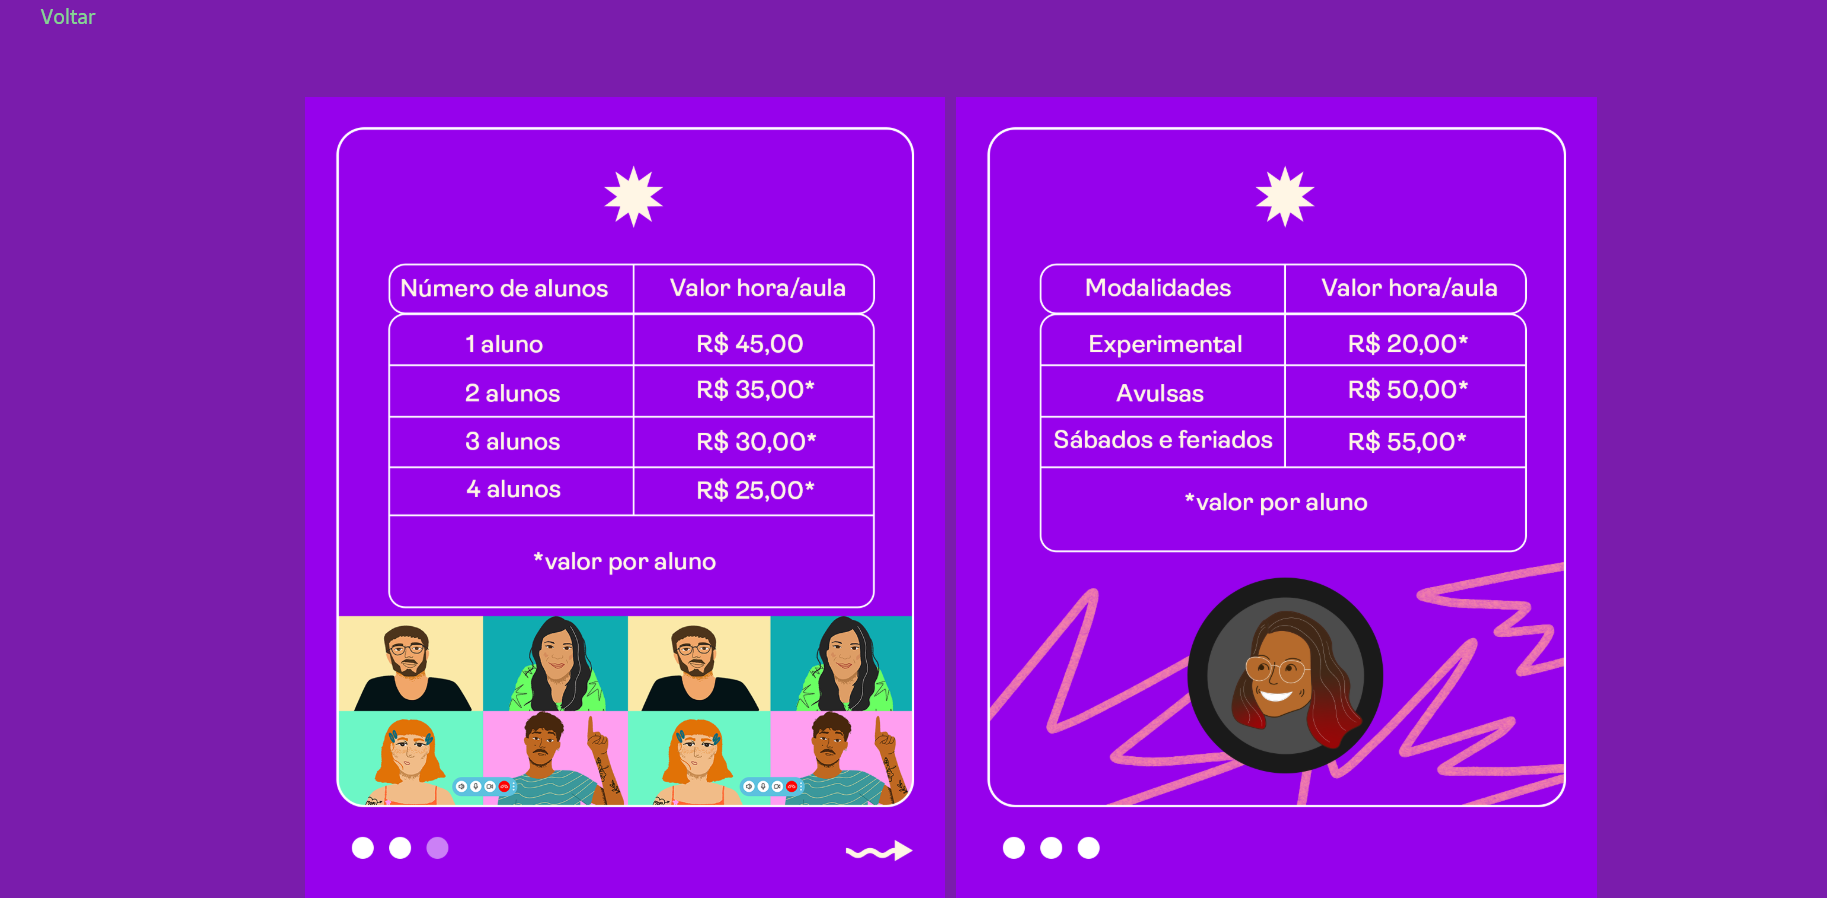 Voltar
Número de alunos Valor hora/aula
1 aluno R$ 45,00
2 alunos R$ 35,00*
3 alunos R$ 30,00*
4 alunos R$ 25,00*
*valor por aluno
Modalidades Valor hora/aula
Experimental R$ 20,00*
Avulsas R$ 50,00*
Sábados e feriados R$ 55,00*
*valor por aluno